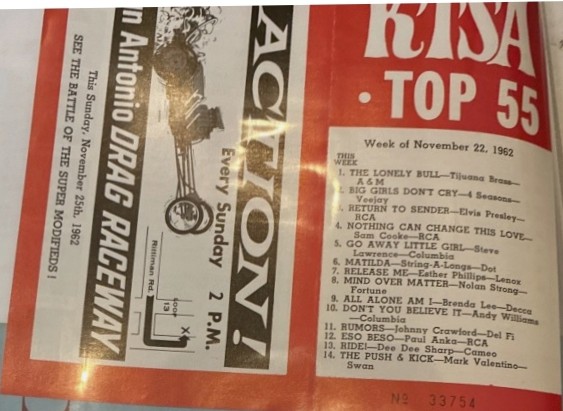 KTSA
• TOP 55
Week of November 22, 1962
THIS
WEEK
1. THE LONELY BULL—Tijuana Brass—
A & M
2. BIG GIRLS DON'T CRY—4 Seasons—
Veejay
3. RETURN TO SENDER—Elvis Presley—
RCA
4. NOTHING CAN CHANGE THIS LOVE—
Sam Cooke—RCA
5. GO AWAY LITTLE GIRL—Steve
Lawrence—Columbia
6. MATILDA—String-A-Longs—Dot
7. RELEASE ME—Esther Phillips—Lenox
8. MIND OVER MATTER—Nolan Strong—
Fortune
9. ALL ALONE AM I—Brenda Lee—Decca
10. DON'T YOU BELIEVE IT—Andy Williams
—Columbia
11. RUMORS—Johnny Crawford—Del Fi
12. ESO BESO—Paul Anka—RCA
13. RIDE!—Dee Dee Sharp—Cameo
14. THE PUSH & KICK—Mark Valentino—
Swan
Nº 33754
ACTION!
Every Sunday 2 P.M.
Rilliman Rd.
LOOP
13
X
n Antonio DRAG RACEWAY
This Sunday, November 25th, 1962
SEE THE BATTLE OF THE SUPER MODIFIEDS!